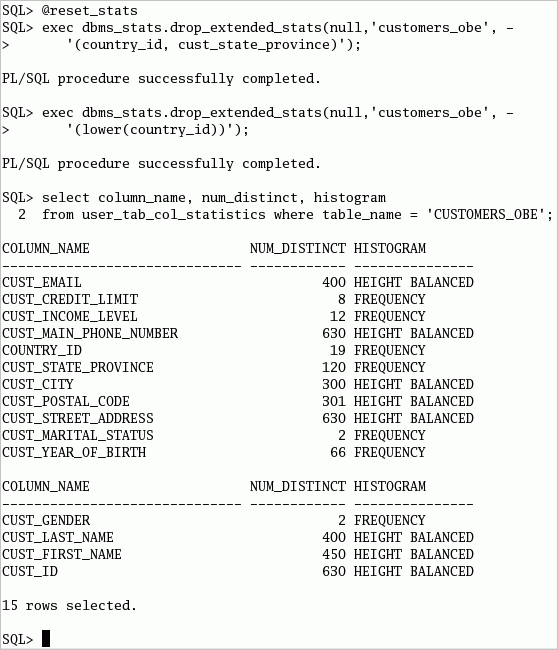 SQL> @reset_stats
SQL> exec dbms_stats.drop_extended_stats(null,'customers_obe', -
>       '(country_id, cust_state_province)');
PL/SQL procedure successfully completed.
SQL> exec dbms_stats.drop_extended_stats(null,'customers_obe', -
>       '(lower(country_id))');
PL/SQL procedure successfully completed.
SQL> select column_name, num_distinct, histogram
  2  from user_tab_col_statistics where table_name = 'CUSTOMERS_OBE';
COLUMN_NAME                    NUM_DISTINCT HISTOGRAM
------------------------------ ------------ ---------------
CUST_EMAIL                              400 HEIGHT BALANCED
CUST_CREDIT_LIMIT                         8 FREQUENCY
CUST_INCOME_LEVEL                        12 FREQUENCY
CUST_MAIN_PHONE_NUMBER                  630 HEIGHT BALANCED
COUNTRY_ID                               19 FREQUENCY
CUST_STATE_PROVINCE                     120 FREQUENCY
CUST_CITY                               300 HEIGHT BALANCED
CUST_POSTAL_CODE                        301 HEIGHT BALANCED
CUST_STREET_ADDRESS                     630 HEIGHT BALANCED
CUST_MARITAL_STATUS                       2 FREQUENCY
CUST_YEAR_OF_BIRTH                       66 FREQUENCY
COLUMN_NAME                    NUM_DISTINCT HISTOGRAM
------------------------------ ------------ ---------------
CUST_GENDER                               2 FREQUENCY
CUST_LAST_NAME                          400 HEIGHT BALANCED
CUST_FIRST_NAME                         450 HEIGHT BALANCED
CUST_ID                                 630 HEIGHT BALANCED
15 rows selected.
SQL>